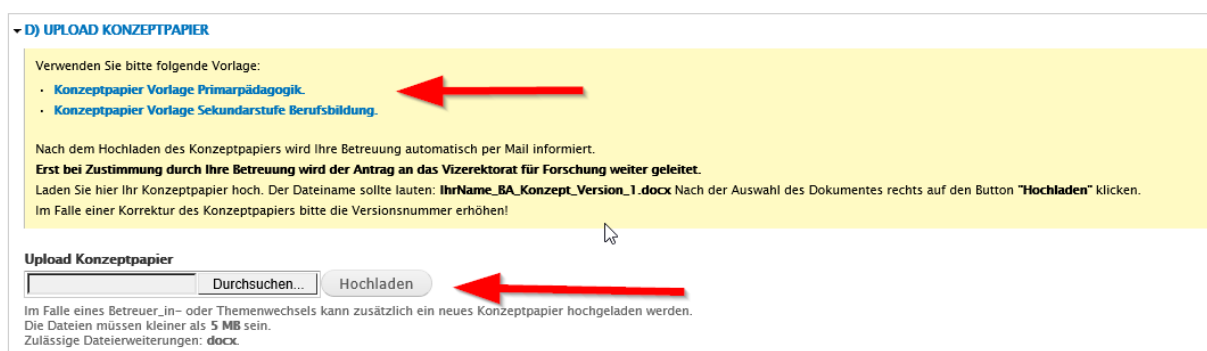 D) UPLOAD KONZEPTPAPIER
Verwenden Sie bitte folgende Vorlage:
· Konzeptpapier Vorlage Primarpädagogik.
· Konzeptpapier Vorlage Sekundarstufe Berufsbildung.
Nach dem Hochladen des Konzeptpapiers wird Ihre Betreuung automatisch per Mail informiert.
Erst bei Zustimmung durch Ihre Betreuung wird der Antrag an das Vizerektorat für Forschung weiter geleitet.
Laden Sie hier Ihr Konzeptpapier hoch. Der Dateiname sollte lauten: IhrName_BA_Konzept_Version_1.docx Nach der Auswahl des Dokumentes rechts auf den Button "Hochladen" klicken.
Im Falle einer Korrektur des Konzeptpapiers bitte die Versionsnummer erhöhen!
Upload Konzeptpapier
Durchsuchen... Hochladen
Im Falle eines Betreuer_in- oder Themenwechsels kann zusätzlich ein neues Konzeptpapier hochgeladen werden.
Die Dateien müssen kleiner als 5 MB sein.
Zulässige Dateierweiterungen: docx.